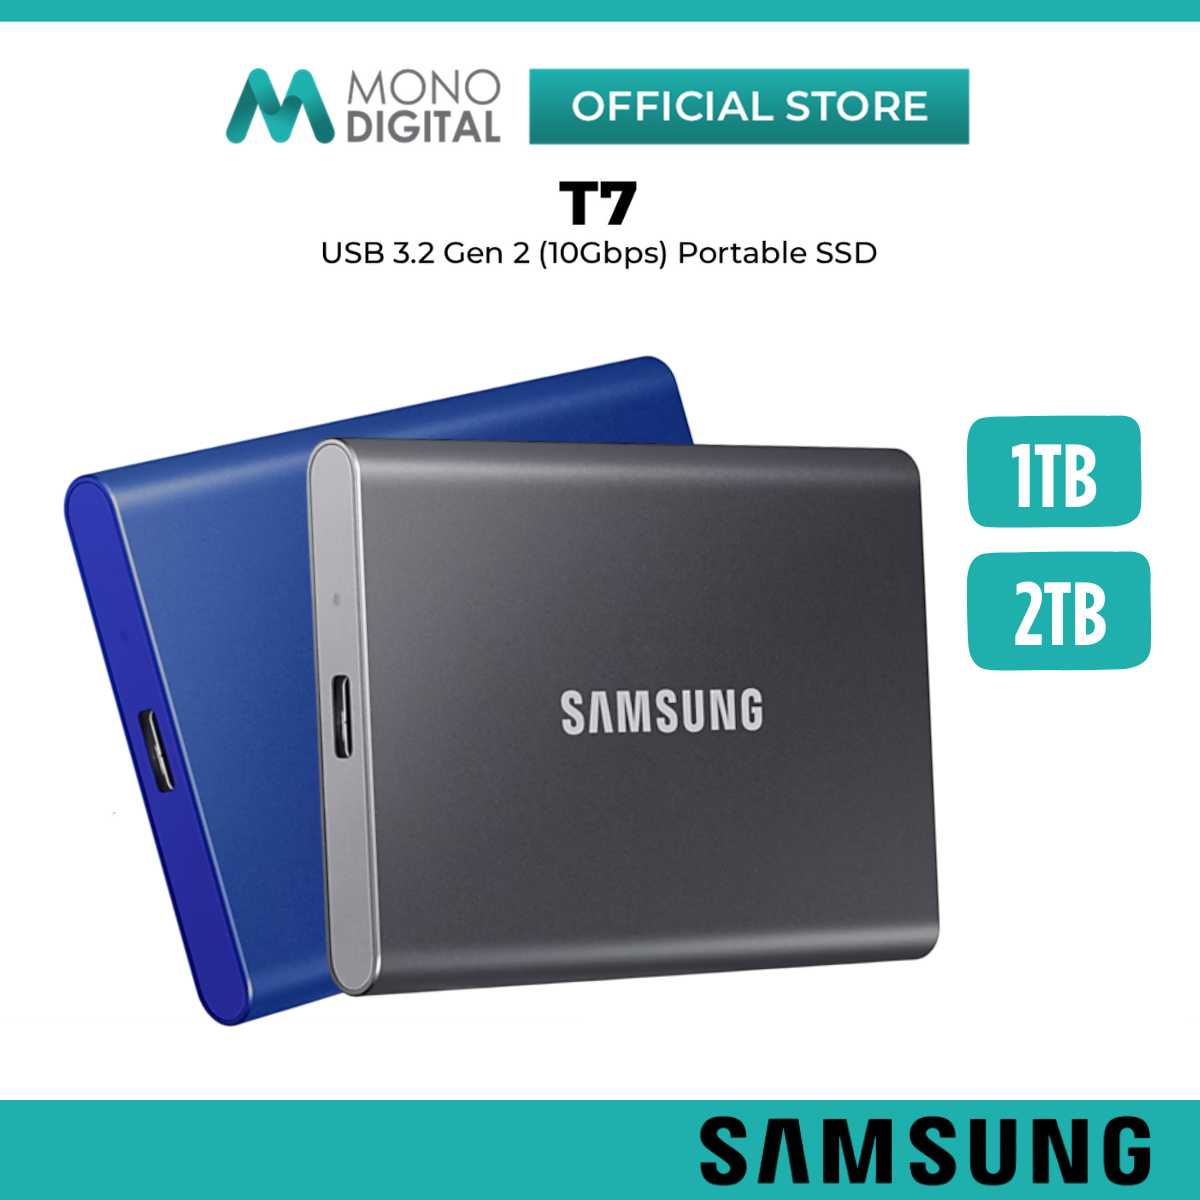 MONO
DIGITAL
OFFICIAL STORE
T7
USB 3.2 Gen 2 (10Gbps) Portable SSD
1TB
2TB
SAMSUNG
SAMSUNG